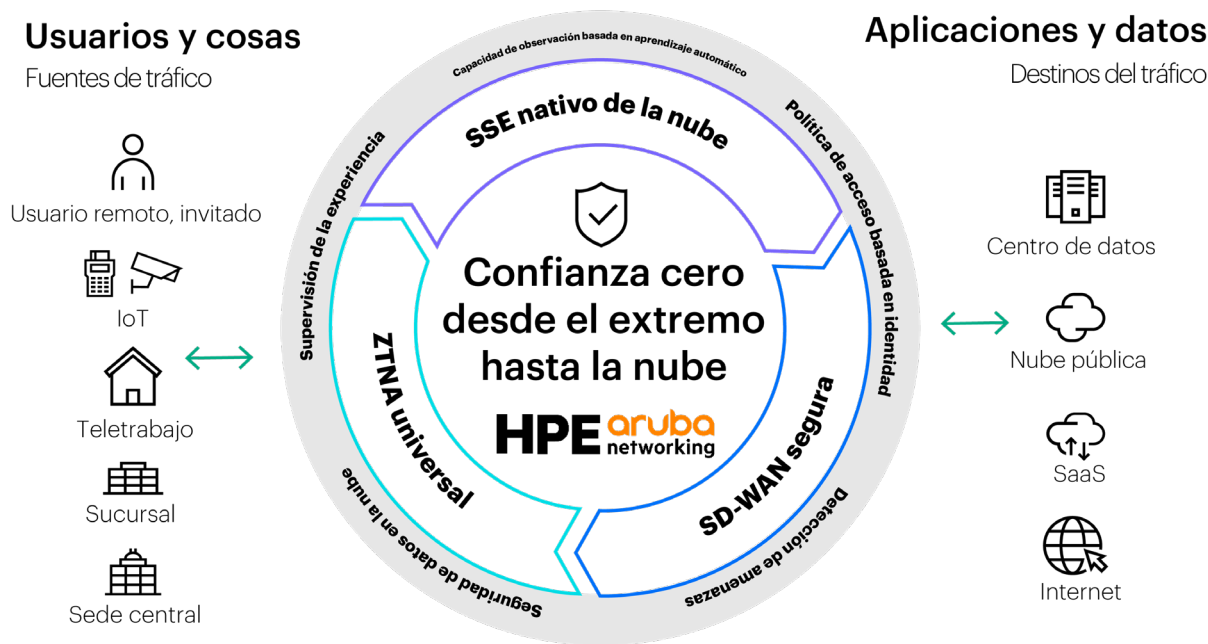 Usuarios y cosas
Fuentes de tráfico
Usuario remoto, invitado
IoT
Teletrabajo
Sucursal
Sede central
Capacidad de observación basada en aprendizaje automático
Política de acceso basada en identidad
Detección de amenazas
Seguridad de datos en la nube
Supervisión de la experiencia
SSE nativo de la nube
SD-WAN segura
ZTNA universal
Confianza cero
desde el extremo
hasta la nube
HPE aruba
networking
Aplicaciones y datos
Destinos del tráfico
Centro de datos
Nube pública
SaaS
Internet